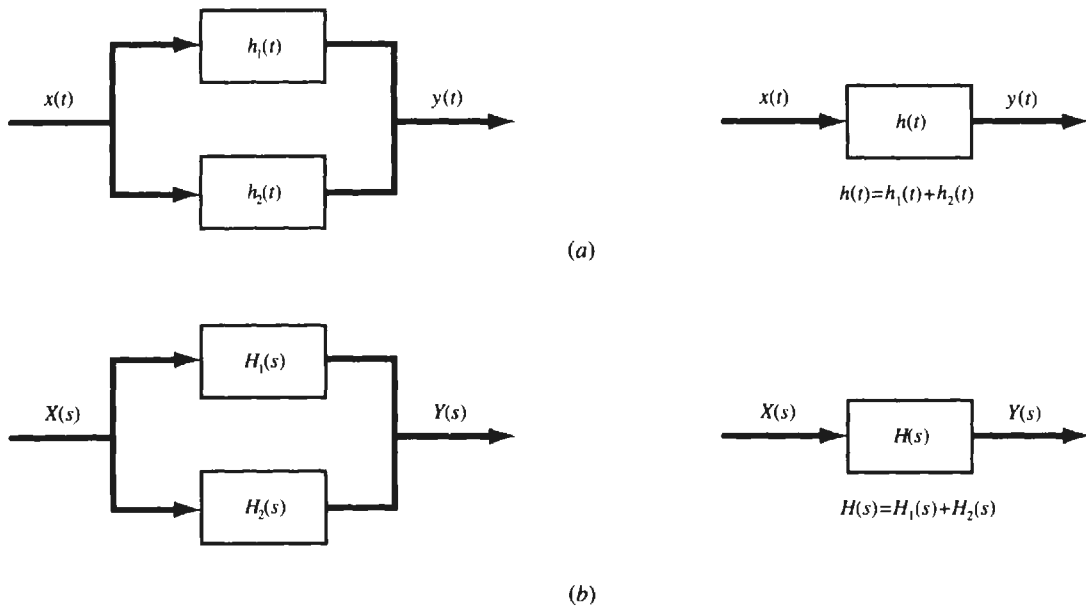 h₁(t)
x(t)
y(t)
h₂(t)
x(t)
y(t)
h(t)
h(t)=h₁(t)+h₂(t)
(a)
H₁(s)
X(s)
Y(s)
H₂(s)
X(s)
Y(s)
H(s)
H(s)=H₁(s)+H₂(s)
(b)